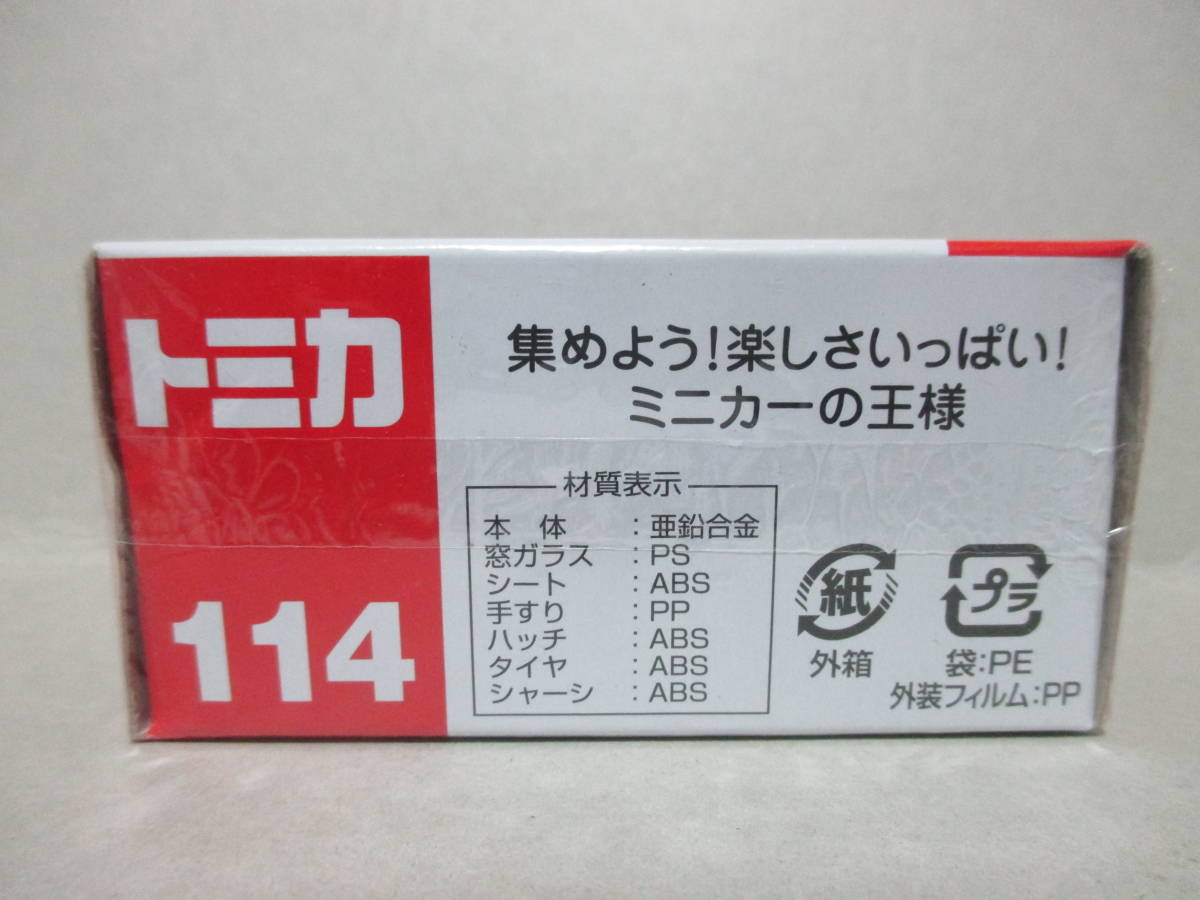 トミカ
114
集めよう!楽しさいっぱい!
ミニカーの王様
材質表示
本 体 : 亜鉛合金
窓ガラス : PS
シート : ABS
手すり : PP
ハッチ : ABS
タイヤ : ABS
シャーシ : ABS
紙
外箱
プラ
袋:PE
外装フィルム:PP